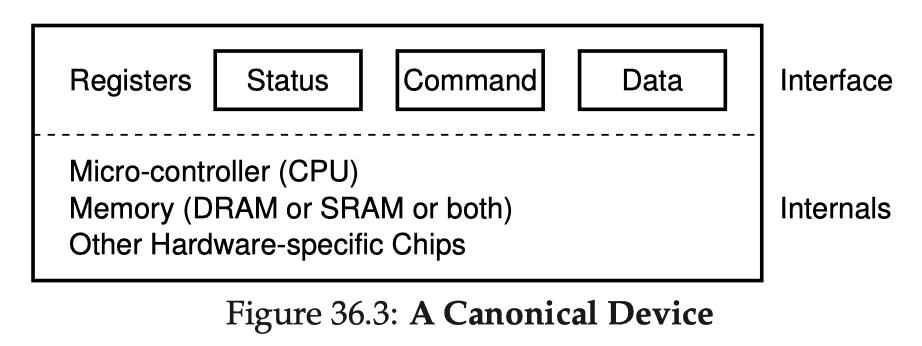 Registers Status Command Data Interface
Micro-controller (CPU)
Memory (DRAM or SRAM or both) Internals
Other Hardware-specific Chips
Figure 36.3: A Canonical Device